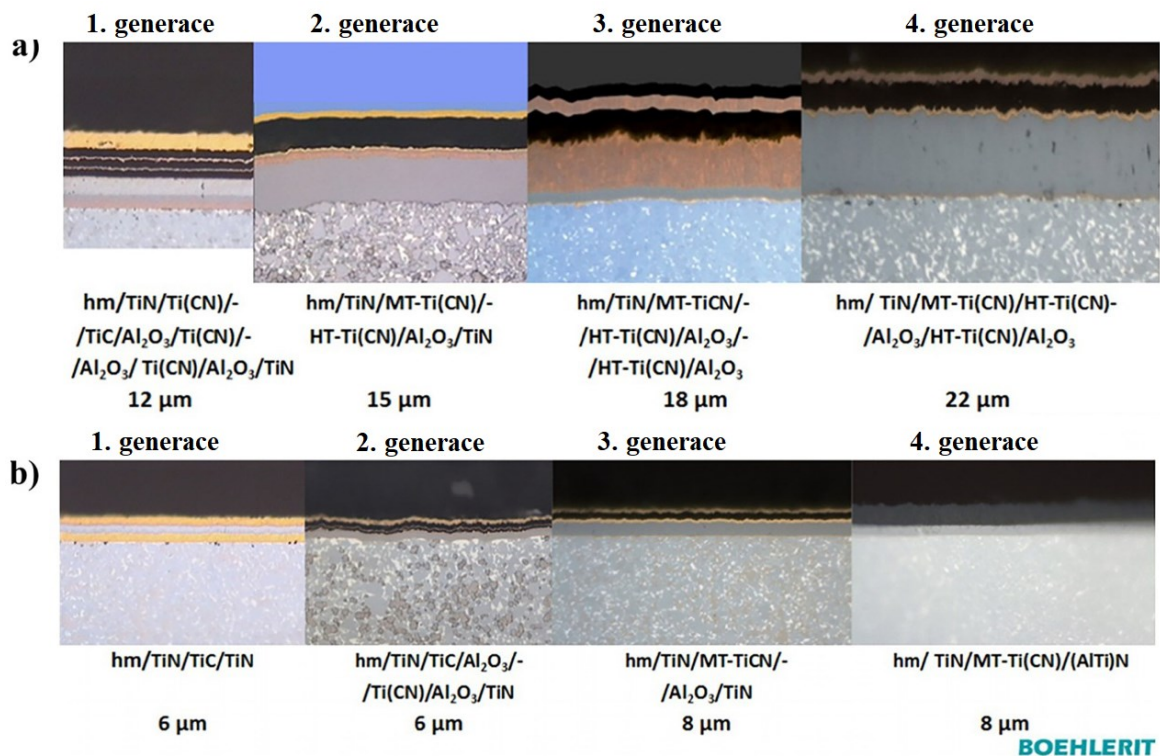 a)
1. generace 2. generace 3. generace 4. generace
hm/TiN/Ti(CN)/-
/TiC/Al₂O₃/Ti(CN)/-
/Al₂O₃/ Ti(CN)/Al₂O₃/TiN
12 µm
hm/TiN/MT-Ti(CN)/-
HT-Ti(CN)/Al₂O₃/TiN
15 µm
hm/TiN/MT-TiCN/-
/HT-Ti(CN)/Al₂O₃/-
/HT-Ti(CN)/Al₂O₃
18 µm
hm/ TiN/MT-Ti(CN)/HT-Ti(CN)-
/Al₂O₃/HT-Ti(CN)/Al₂O₃
22 µm
b)
1. generace 2. generace 3. generace 4. generace
hm/TiN/TiC/TiN
6 µm
hm/TiN/TiC/Al₂O₃/-
/Ti(CN)/Al₂O₃/TiN
6 µm
hm/TiN/MT-TiCN/-
/Al₂O₃/TiN
8 µm
hm/ TiN/MT-Ti(CN)/(AlTi)N
8 µm
BOEHLERIT